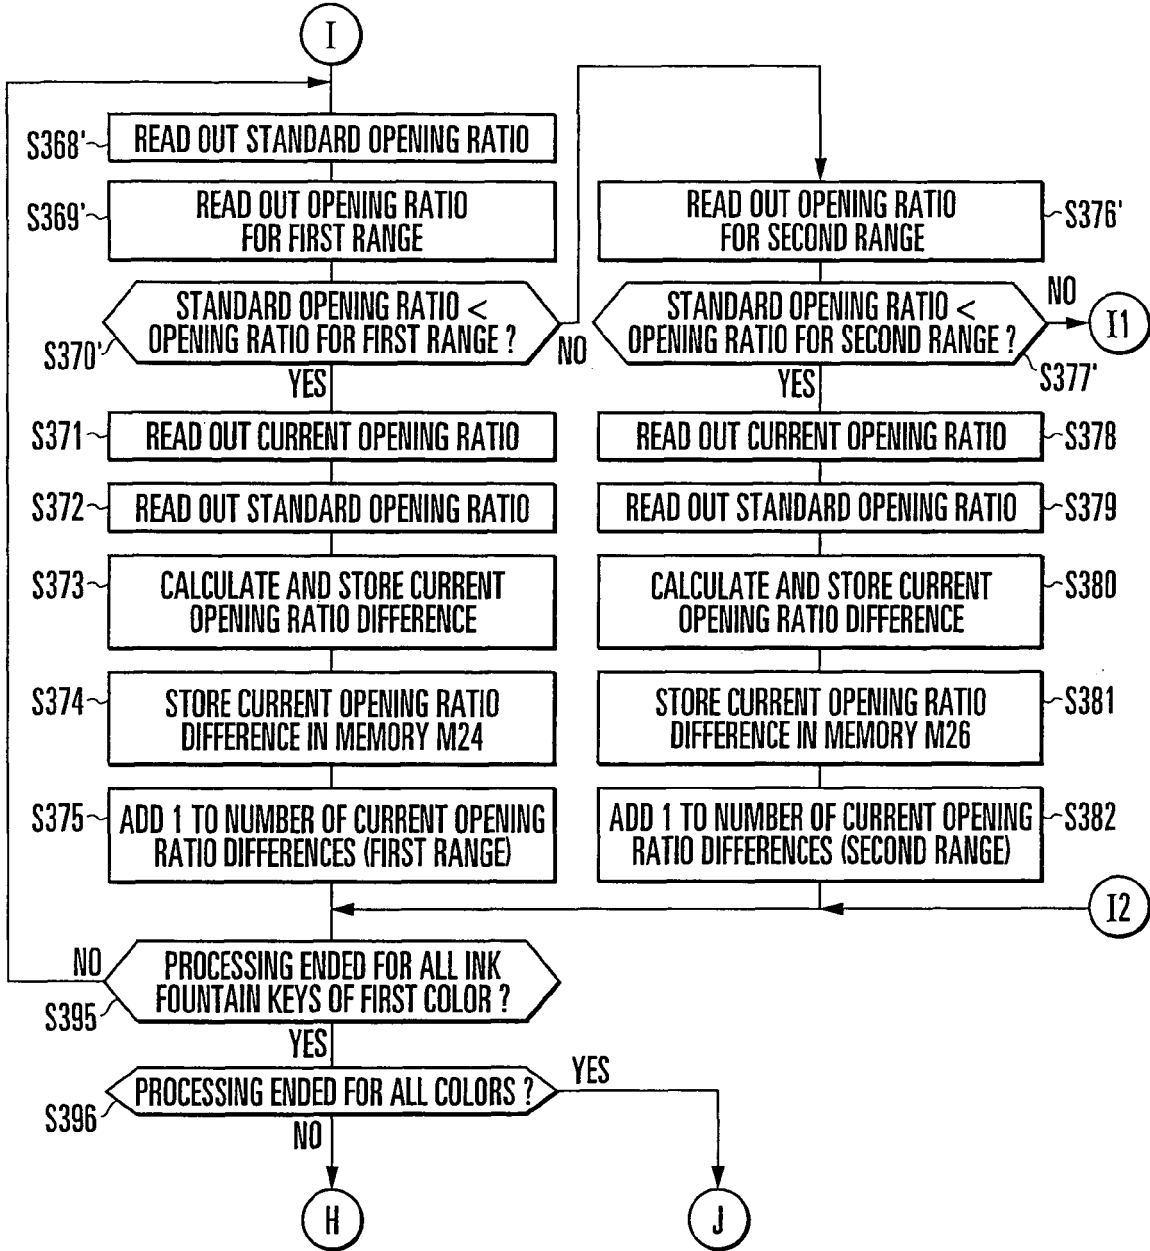 I
S368'
READ OUT STANDARD OPENING RATIO
S369'
READ OUT OPENING RATIO
FOR FIRST RANGE
STANDARD OPENING RATIO <
OPENING RATIO FOR FIRST RANGE ?
S370'
NO
YES
S371
READ OUT CURRENT OPENING RATIO
S372
READ OUT STANDARD OPENING RATIO
S373
CALCULATE AND STORE CURRENT
OPENING RATIO DIFFERENCE
S374
STORE CURRENT OPENING RATIO
DIFFERENCE IN MEMORY M24
S375
ADD 1 TO NUMBER OF CURRENT OPENING
RATIO DIFFERENCES (FIRST RANGE)
READ OUT OPENING RATIO
FOR SECOND RANGE
S376'
STANDARD OPENING RATIO <
OPENING RATIO FOR SECOND RANGE ?
NO
I1
S377'
YES
READ OUT CURRENT OPENING RATIO
S378
READ OUT STANDARD OPENING RATIO
S379
CALCULATE AND STORE CURRENT
OPENING RATIO DIFFERENCE
S380
STORE CURRENT OPENING RATIO
DIFFERENCE IN MEMORY M26
S381
ADD 1 TO NUMBER OF CURRENT OPENING
RATIO DIFFERENCES (SECOND RANGE)
S382
I2
NO
PROCESSING ENDED FOR ALL INK
FOUNTAIN KEYS OF FIRST COLOR ?
S395
YES
PROCESSING ENDED FOR ALL COLORS ?
YES
S396
NO
H
J